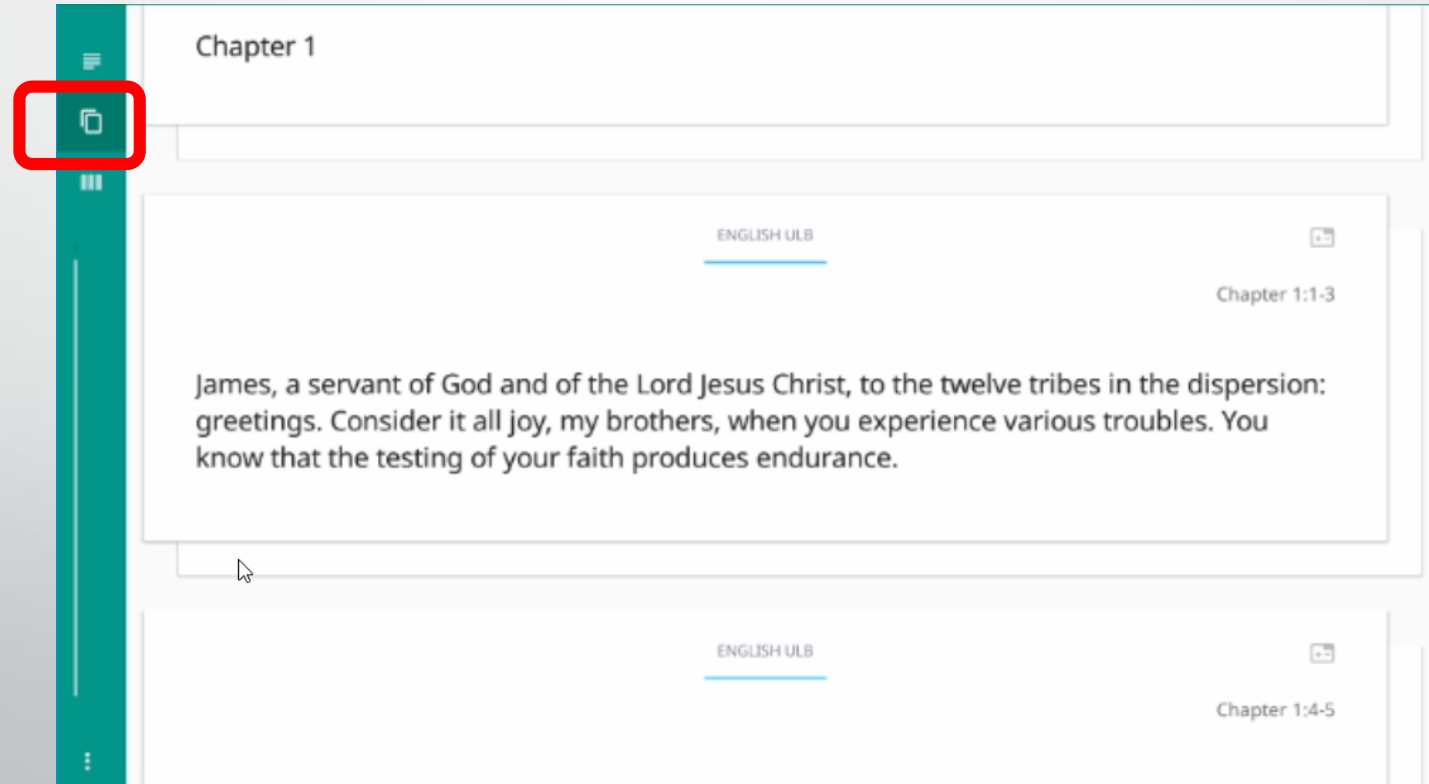 Chapter 1
ENGLISH ULB
Chapter 1:1-3
James, a servant of God and of the Lord Jesus Christ, to the twelve tribes in the dispersion:
greetings. Consider it all joy, my brothers, when you experience various troubles. You
know that the testing of your faith produces endurance.
ENGLISH ULB
Chapter 1:4-5